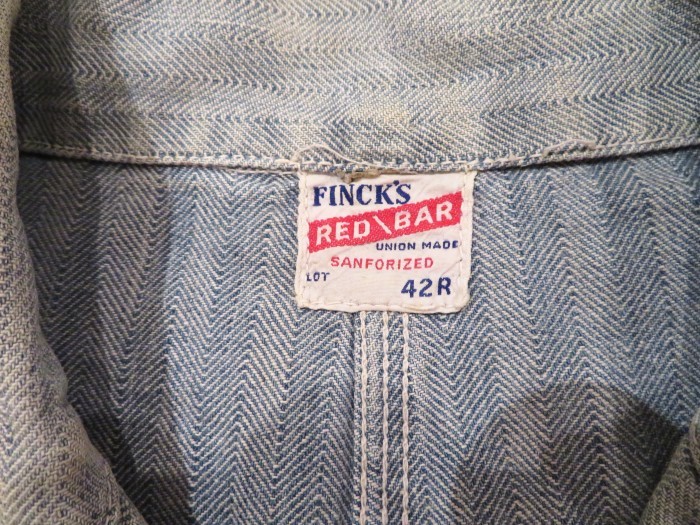 FINCK'S
RED\BAR
UNION MADE
SANFORIZED
LOT
42R